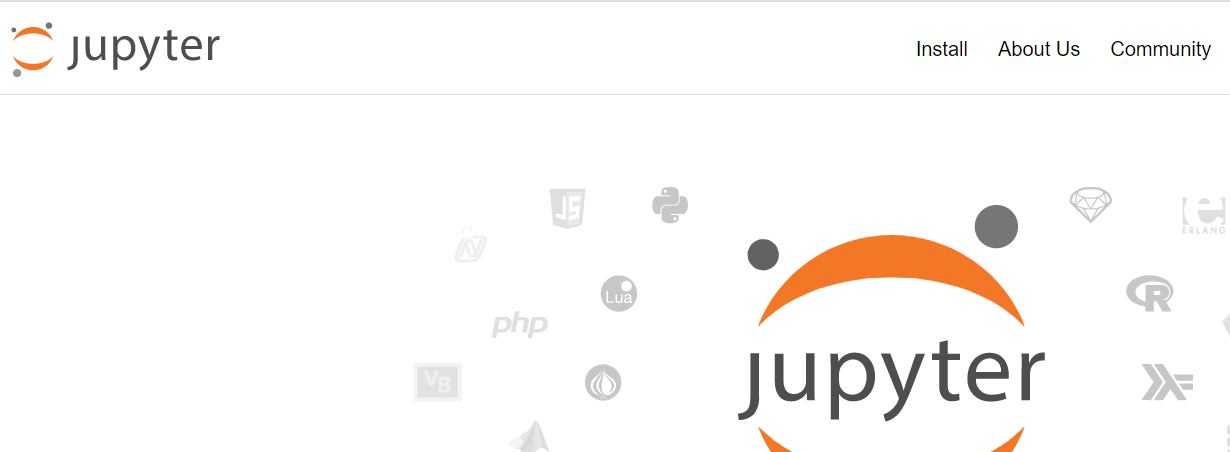 jupyter
Install
About Us
Community
JS
ERLANG
Lua
R
php
jupyter
VB